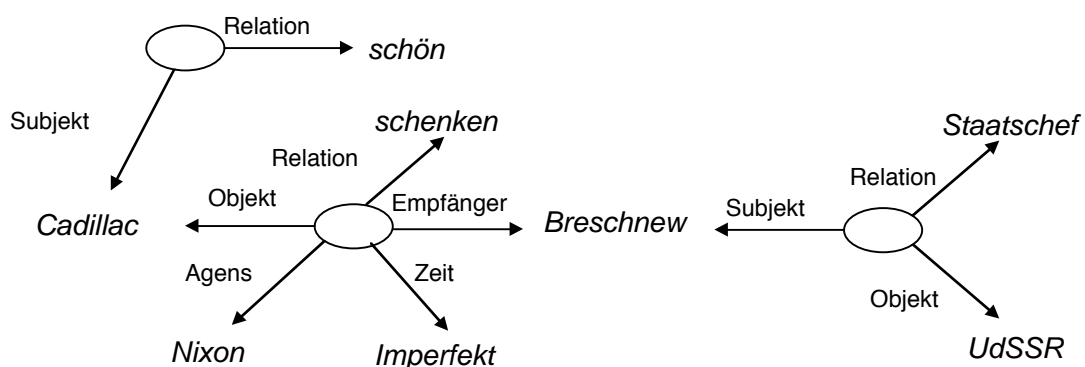 Relation
schön
Subjekt
schenken
Staatschef
Relation
Relation
Objekt
Empfänger
Subjekt
Cadillac
Breschnew
Agens
Zeit
Objekt
Nixon
Imperfekt
UdSSR